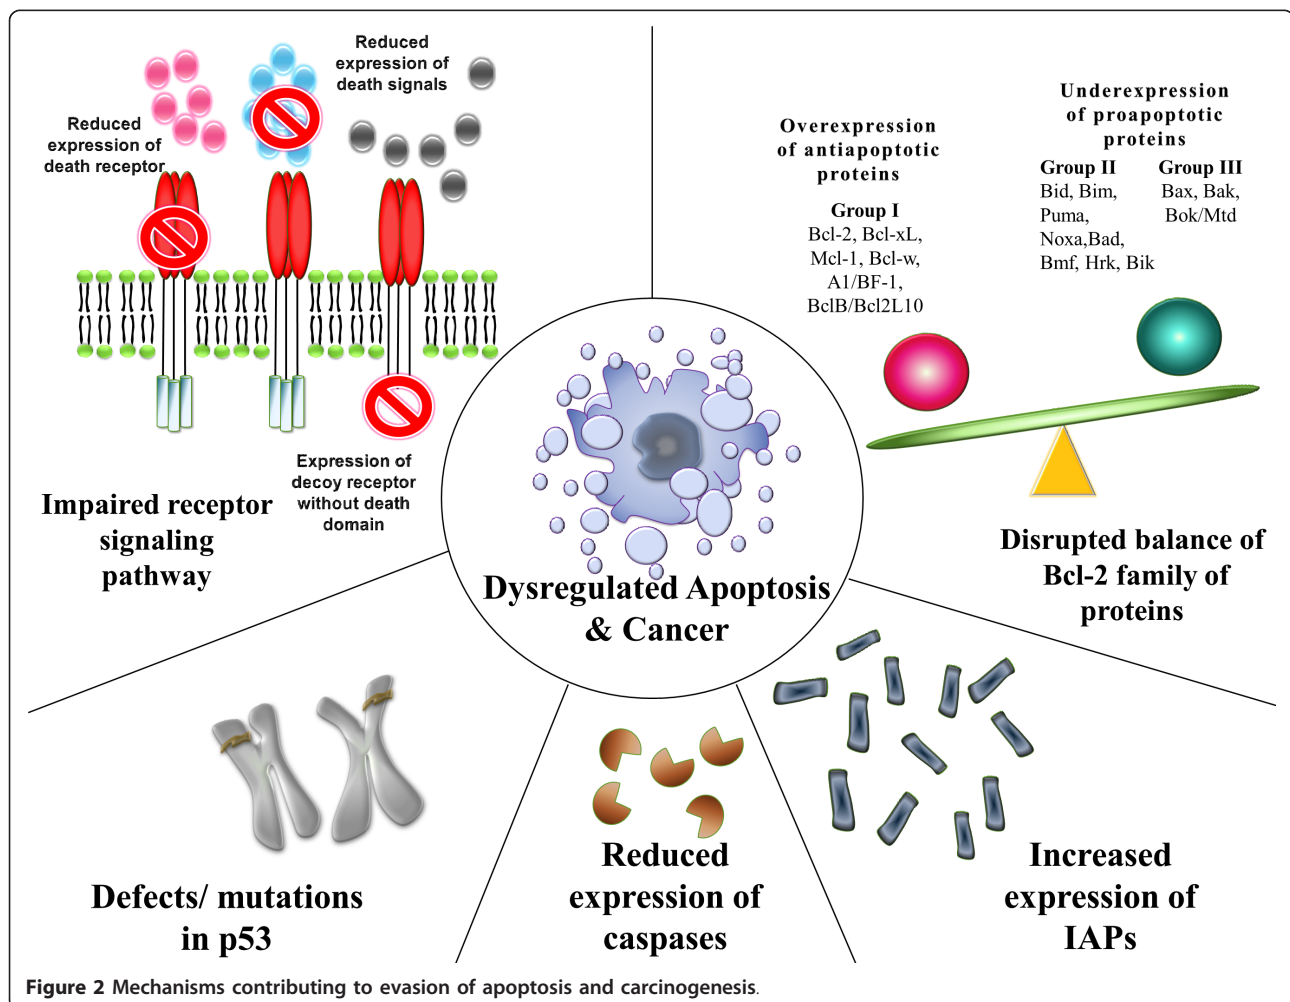 Reduced
expression of
death signals
Reduced
expression of
death receptor
Expression of
decoy receptor
without death
domain
Impaired receptor
signaling
pathway
Overexpression
of antiapoptotic
proteins
Group I
Bcl-2, Bcl-xL,
Mcl-1, Bcl-w,
A1/BF-1,
BclB/Bcl2L10
Underexpression
of proapoptotic
proteins
Group II
Bid, Bim,
Puma,
Noxa,Bad,
Bmf, Hrk, Bik
Group III
Bax, Bak,
Bok/Mtd
Disrupted balance of
Bcl-2 family of
proteins
Dysregulated Apoptosis
& Cancer
Defects/ mutations
in p53
Reduced
expression of
caspases
Increased
expression of
IAPs
Figure 2 Mechanisms contributing to evasion of apoptosis and carcinogenesis.